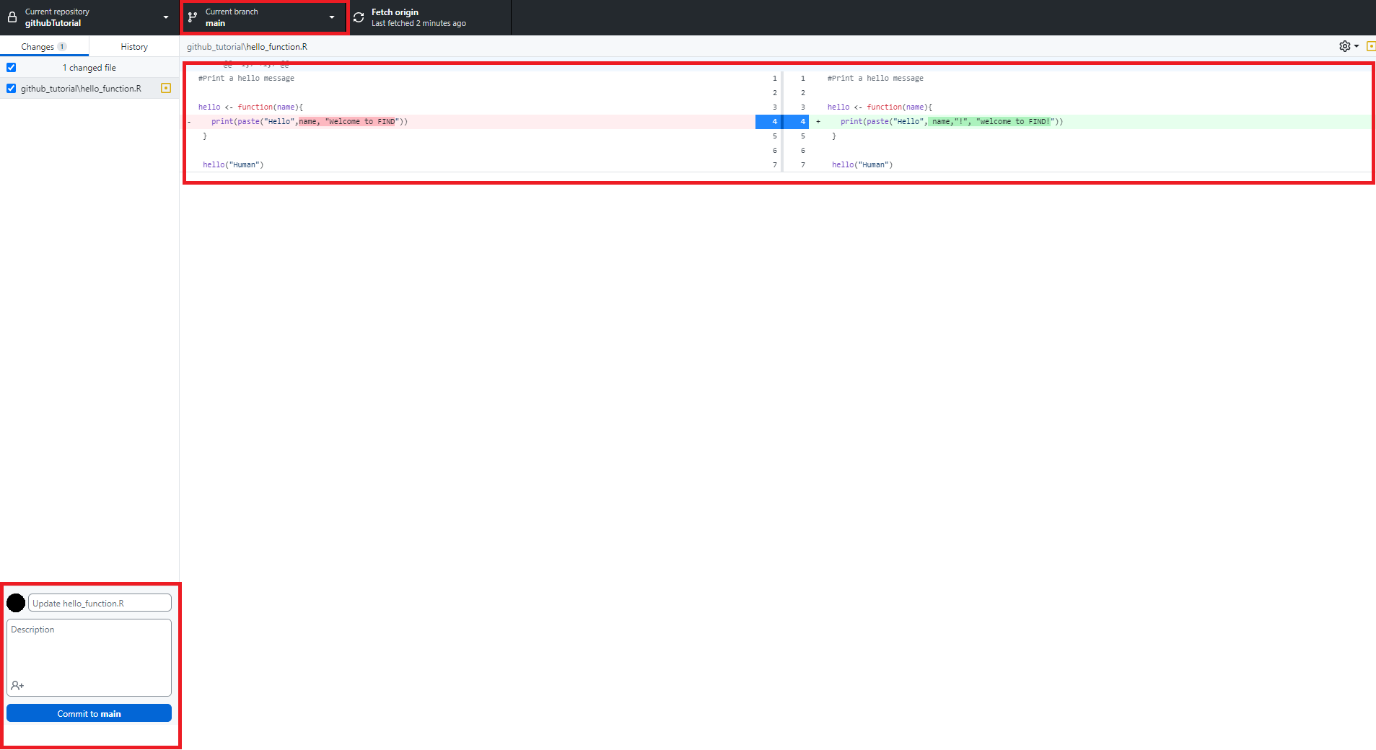 Current repository
githubTutorial
Current branch
main
Fetch origin
Last fetched 2 minutes ago
Changes 1
History
github_tutorial\hello_function.R
1 changed file
github_tutorial\hello_function.R
#Print a hello message 1
2
hello <- function(name){ 3
- print(paste("Hello",name, "Welcome to FIND")) 4
} 5
6
hello("Human") 7
1 #Print a hello message
2
3 hello <- function(name){
4 + print(paste("Hello", name,"!", "welcome to FIND!"))
5 }
6
7 hello("Human")
Update hello_function.R
Description
Commit to main